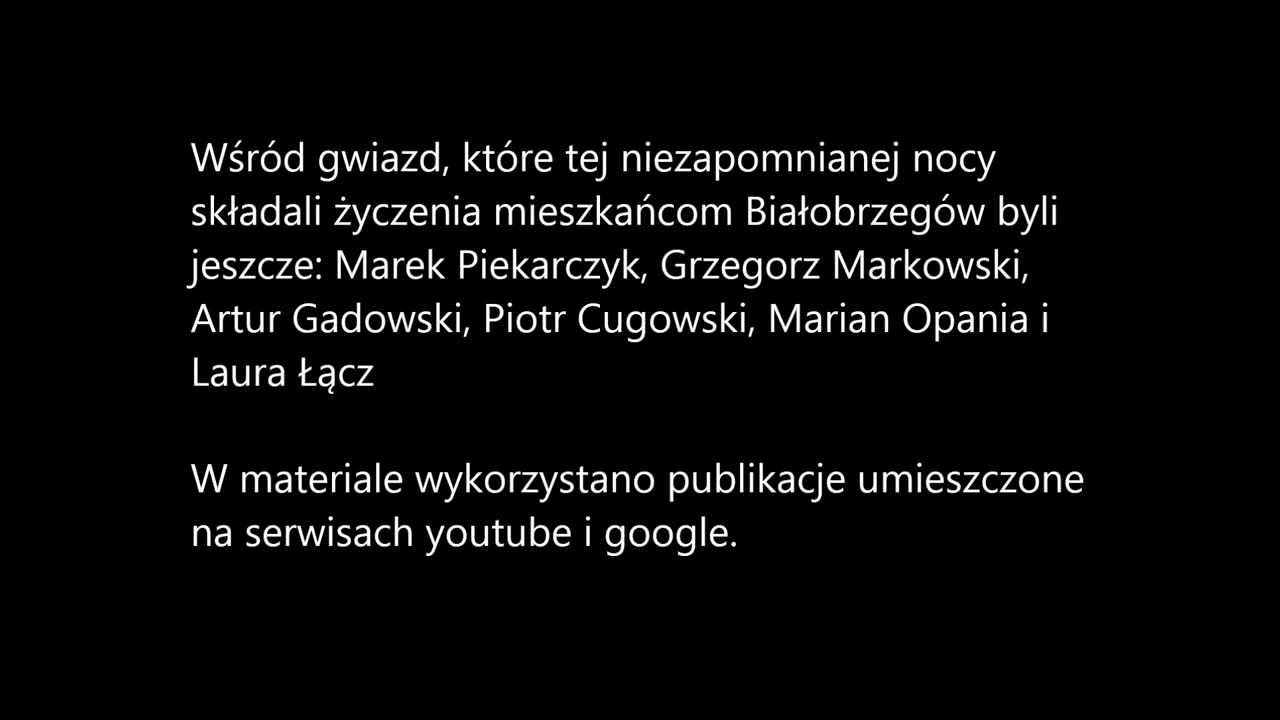 Wśród gwiazd, które tej niezapomnianej nocy
składali życzenia mieszkańcom Białobrzegów byli
jeszcze: Marek Piekarczyk, Grzegorz Markowski,
Artur Gadowski, Piotr Cugowski, Marian Opania i
Laura Łącz
W materiale wykorzystano publikacje umieszczone
na serwisach youtube i google.